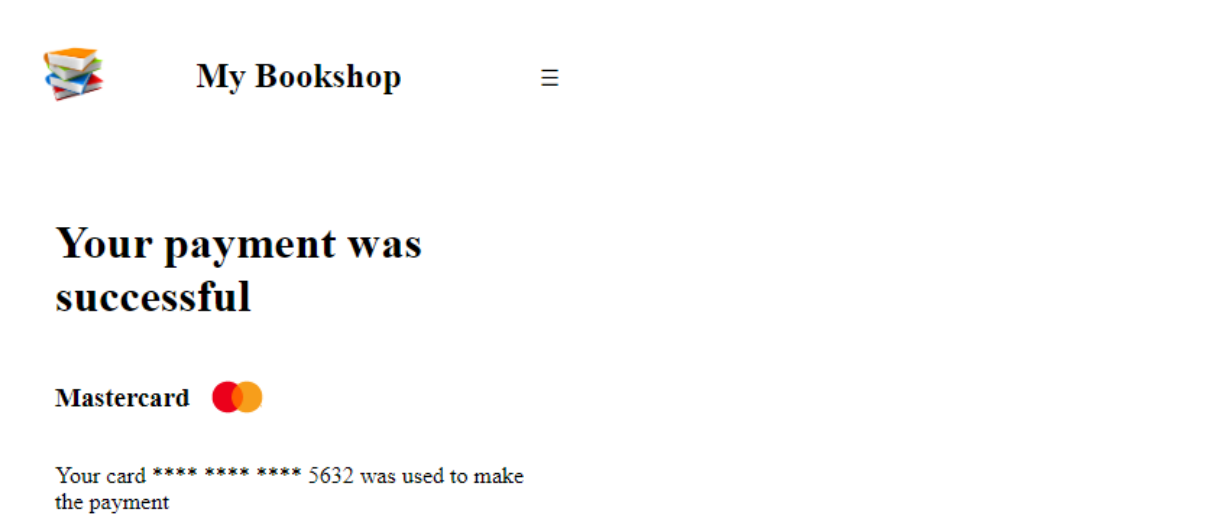 My Bookshop
Your payment was
successful
Mastercard
Your card **** **** **** 5632 was used to make
the payment